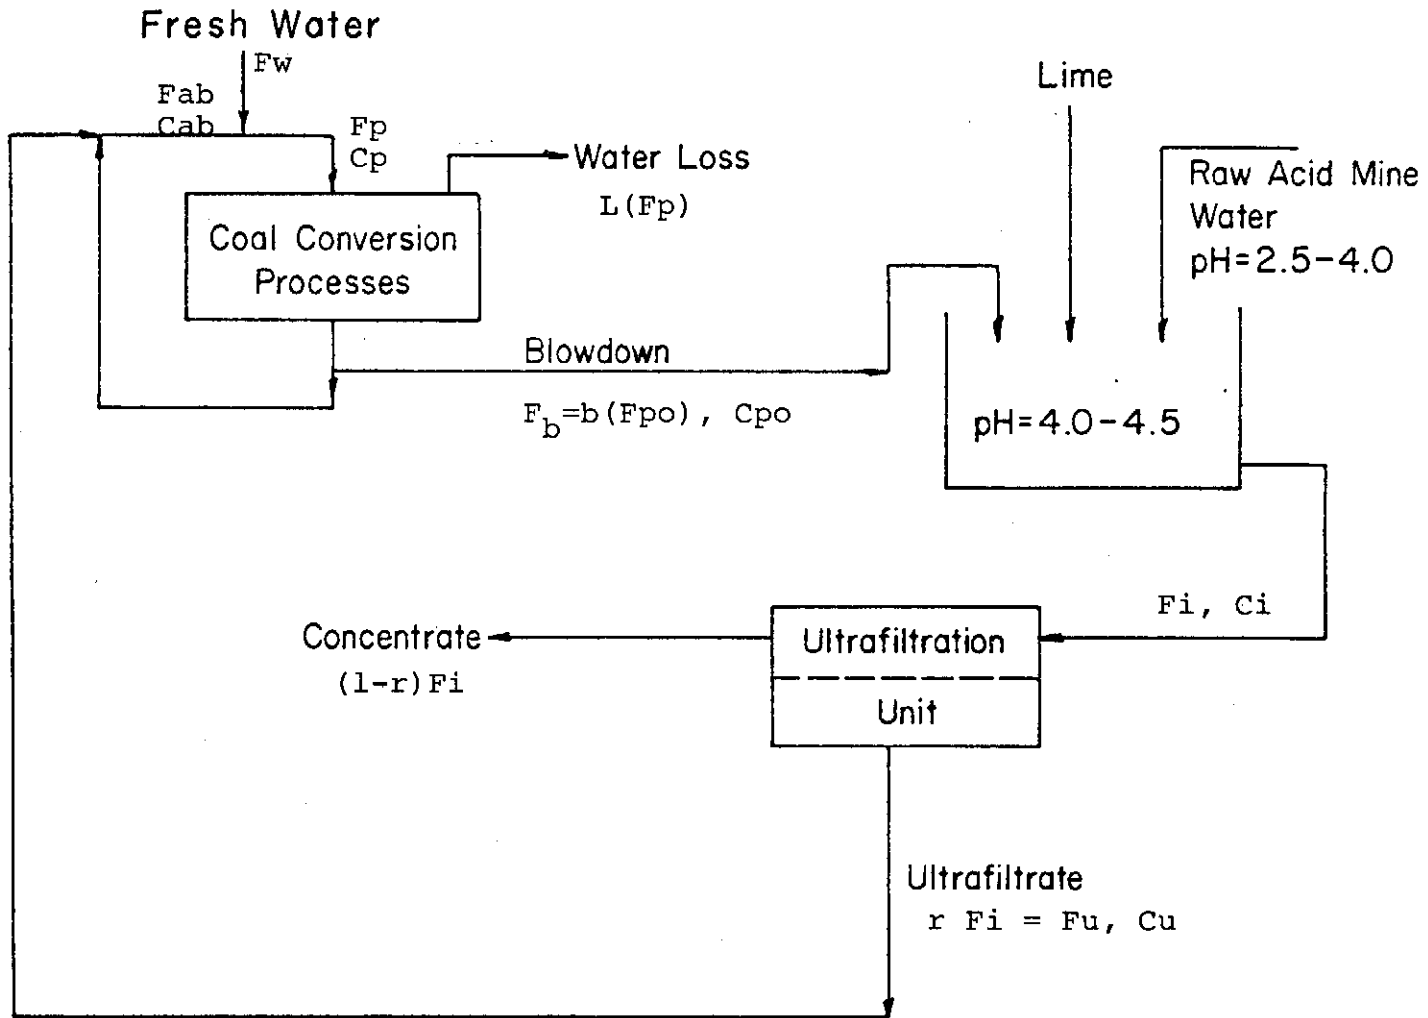 Fresh Water
Fw
Fab
Cab
Fp
Cp
Water Loss
L(Fp)
Coal Conversion
Processes
Lime
Raw Acid Mine
Water
pH=2.5-4.0
Blowdown
F_b=b(Fpo), Cpo
pH=4.0-4.5
Fi, Ci
Concentrate
(1-r)Fi
Ultrafiltration
Unit
Ultrafiltrate
r Fi = Fu, Cu